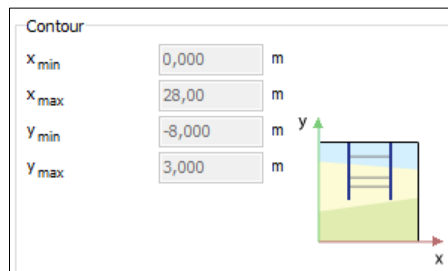 Contour
x min 0,000 m
x max 28,00 m
y min -8,000 m
y max 3,000 m
y
x